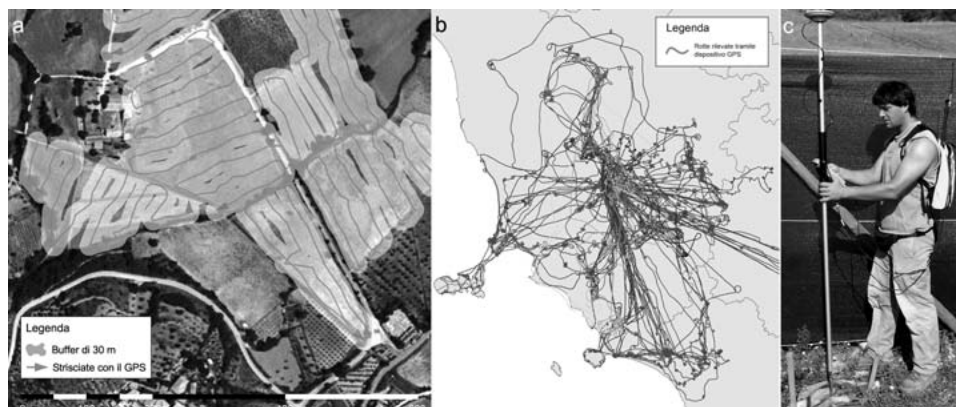 a
Legenda
Buffer di 30 m
Strisciate con il GPS
b
Legenda
Rotte rilevate tramite
dispositivo GPS
c